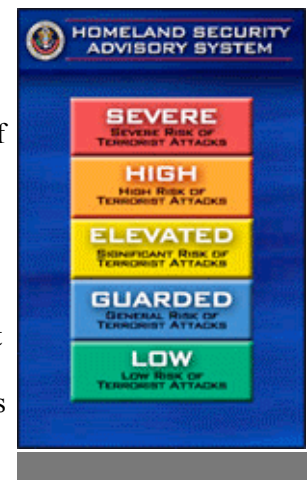 HOMELAND SECURITY
ADVISORY SYSTEM
f
SEVERE
SEVERE RISK OF
TERRORIST ATTACKS
HIGH
HIGH RISK OF
TERRORIST ATTACKS
ELEVATED
SIGNIFICANT RISK OF
TERRORIST ATTACKS
GUARDED
GENERAL RISK OF
TERRORIST ATTACKS
t
LOW
LOW RISK OF
TERRORIST ATTACKS
s